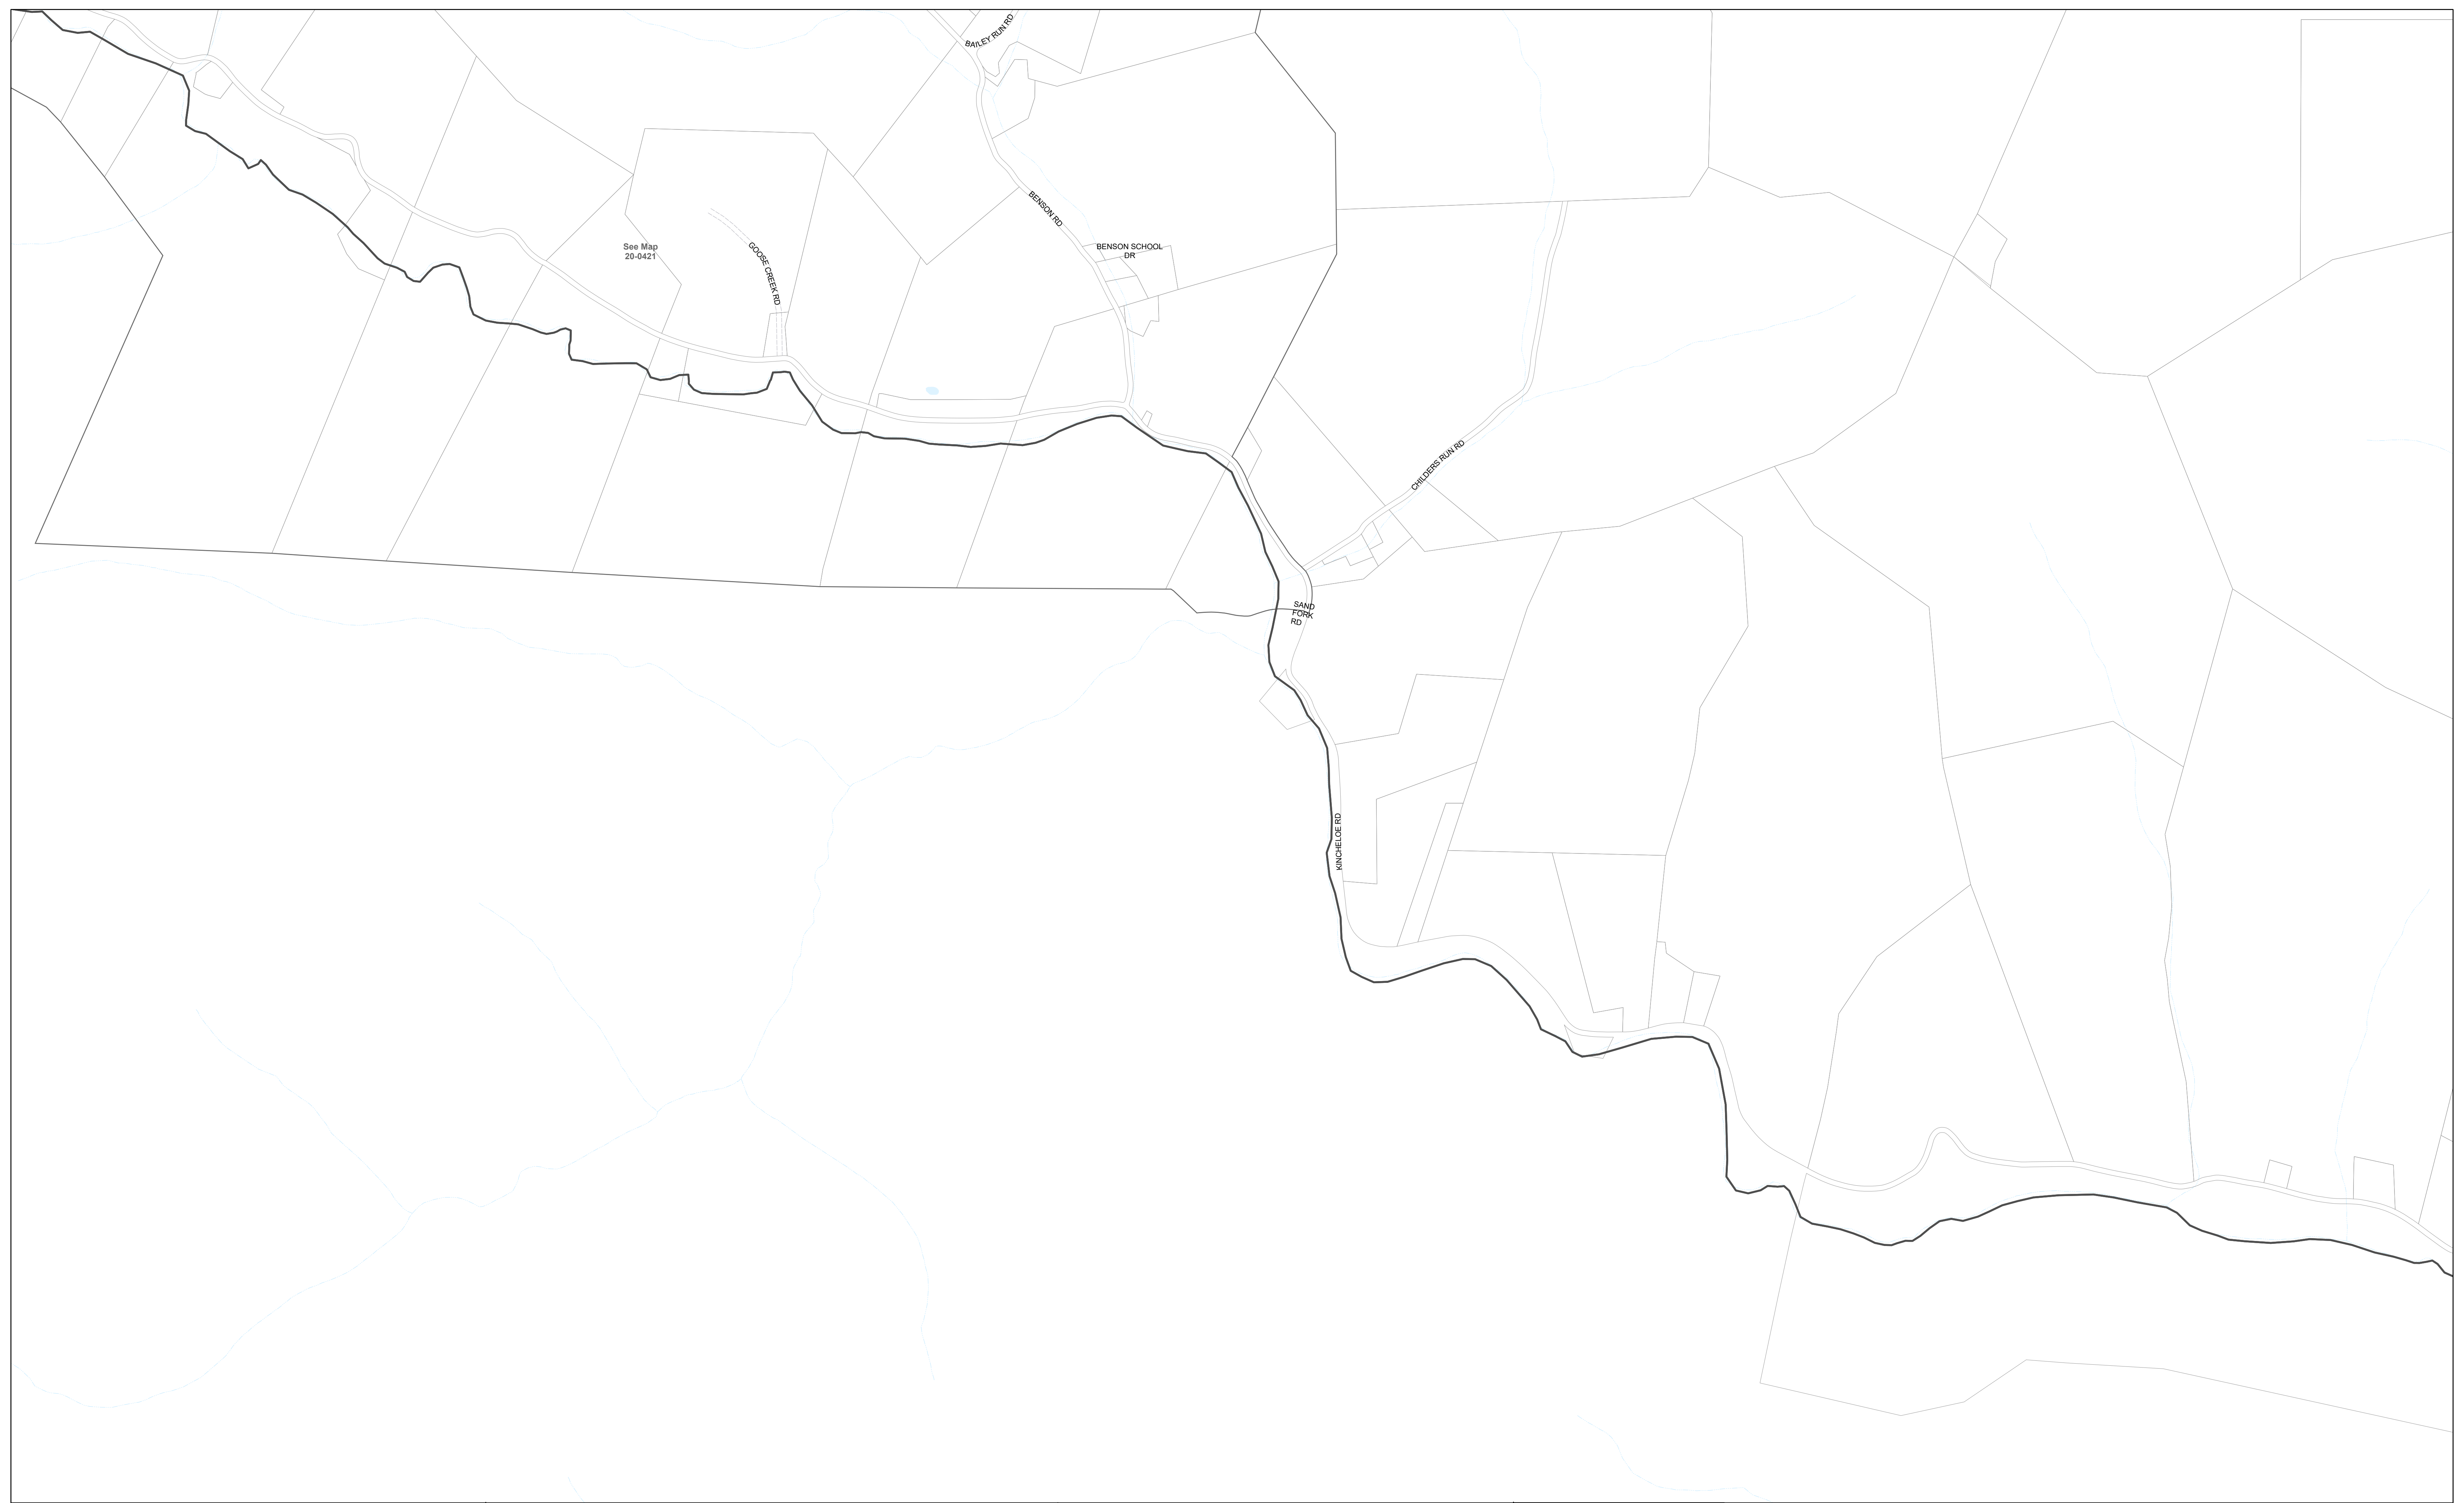 BAILEY RUN RD
BENSON RD
BENSON SCHOOL
DR
See Map
20-0421
GOOSE CREEK RD
CHILDERS RUN RD
SAND
FORK
RD
KINCHELOE RD